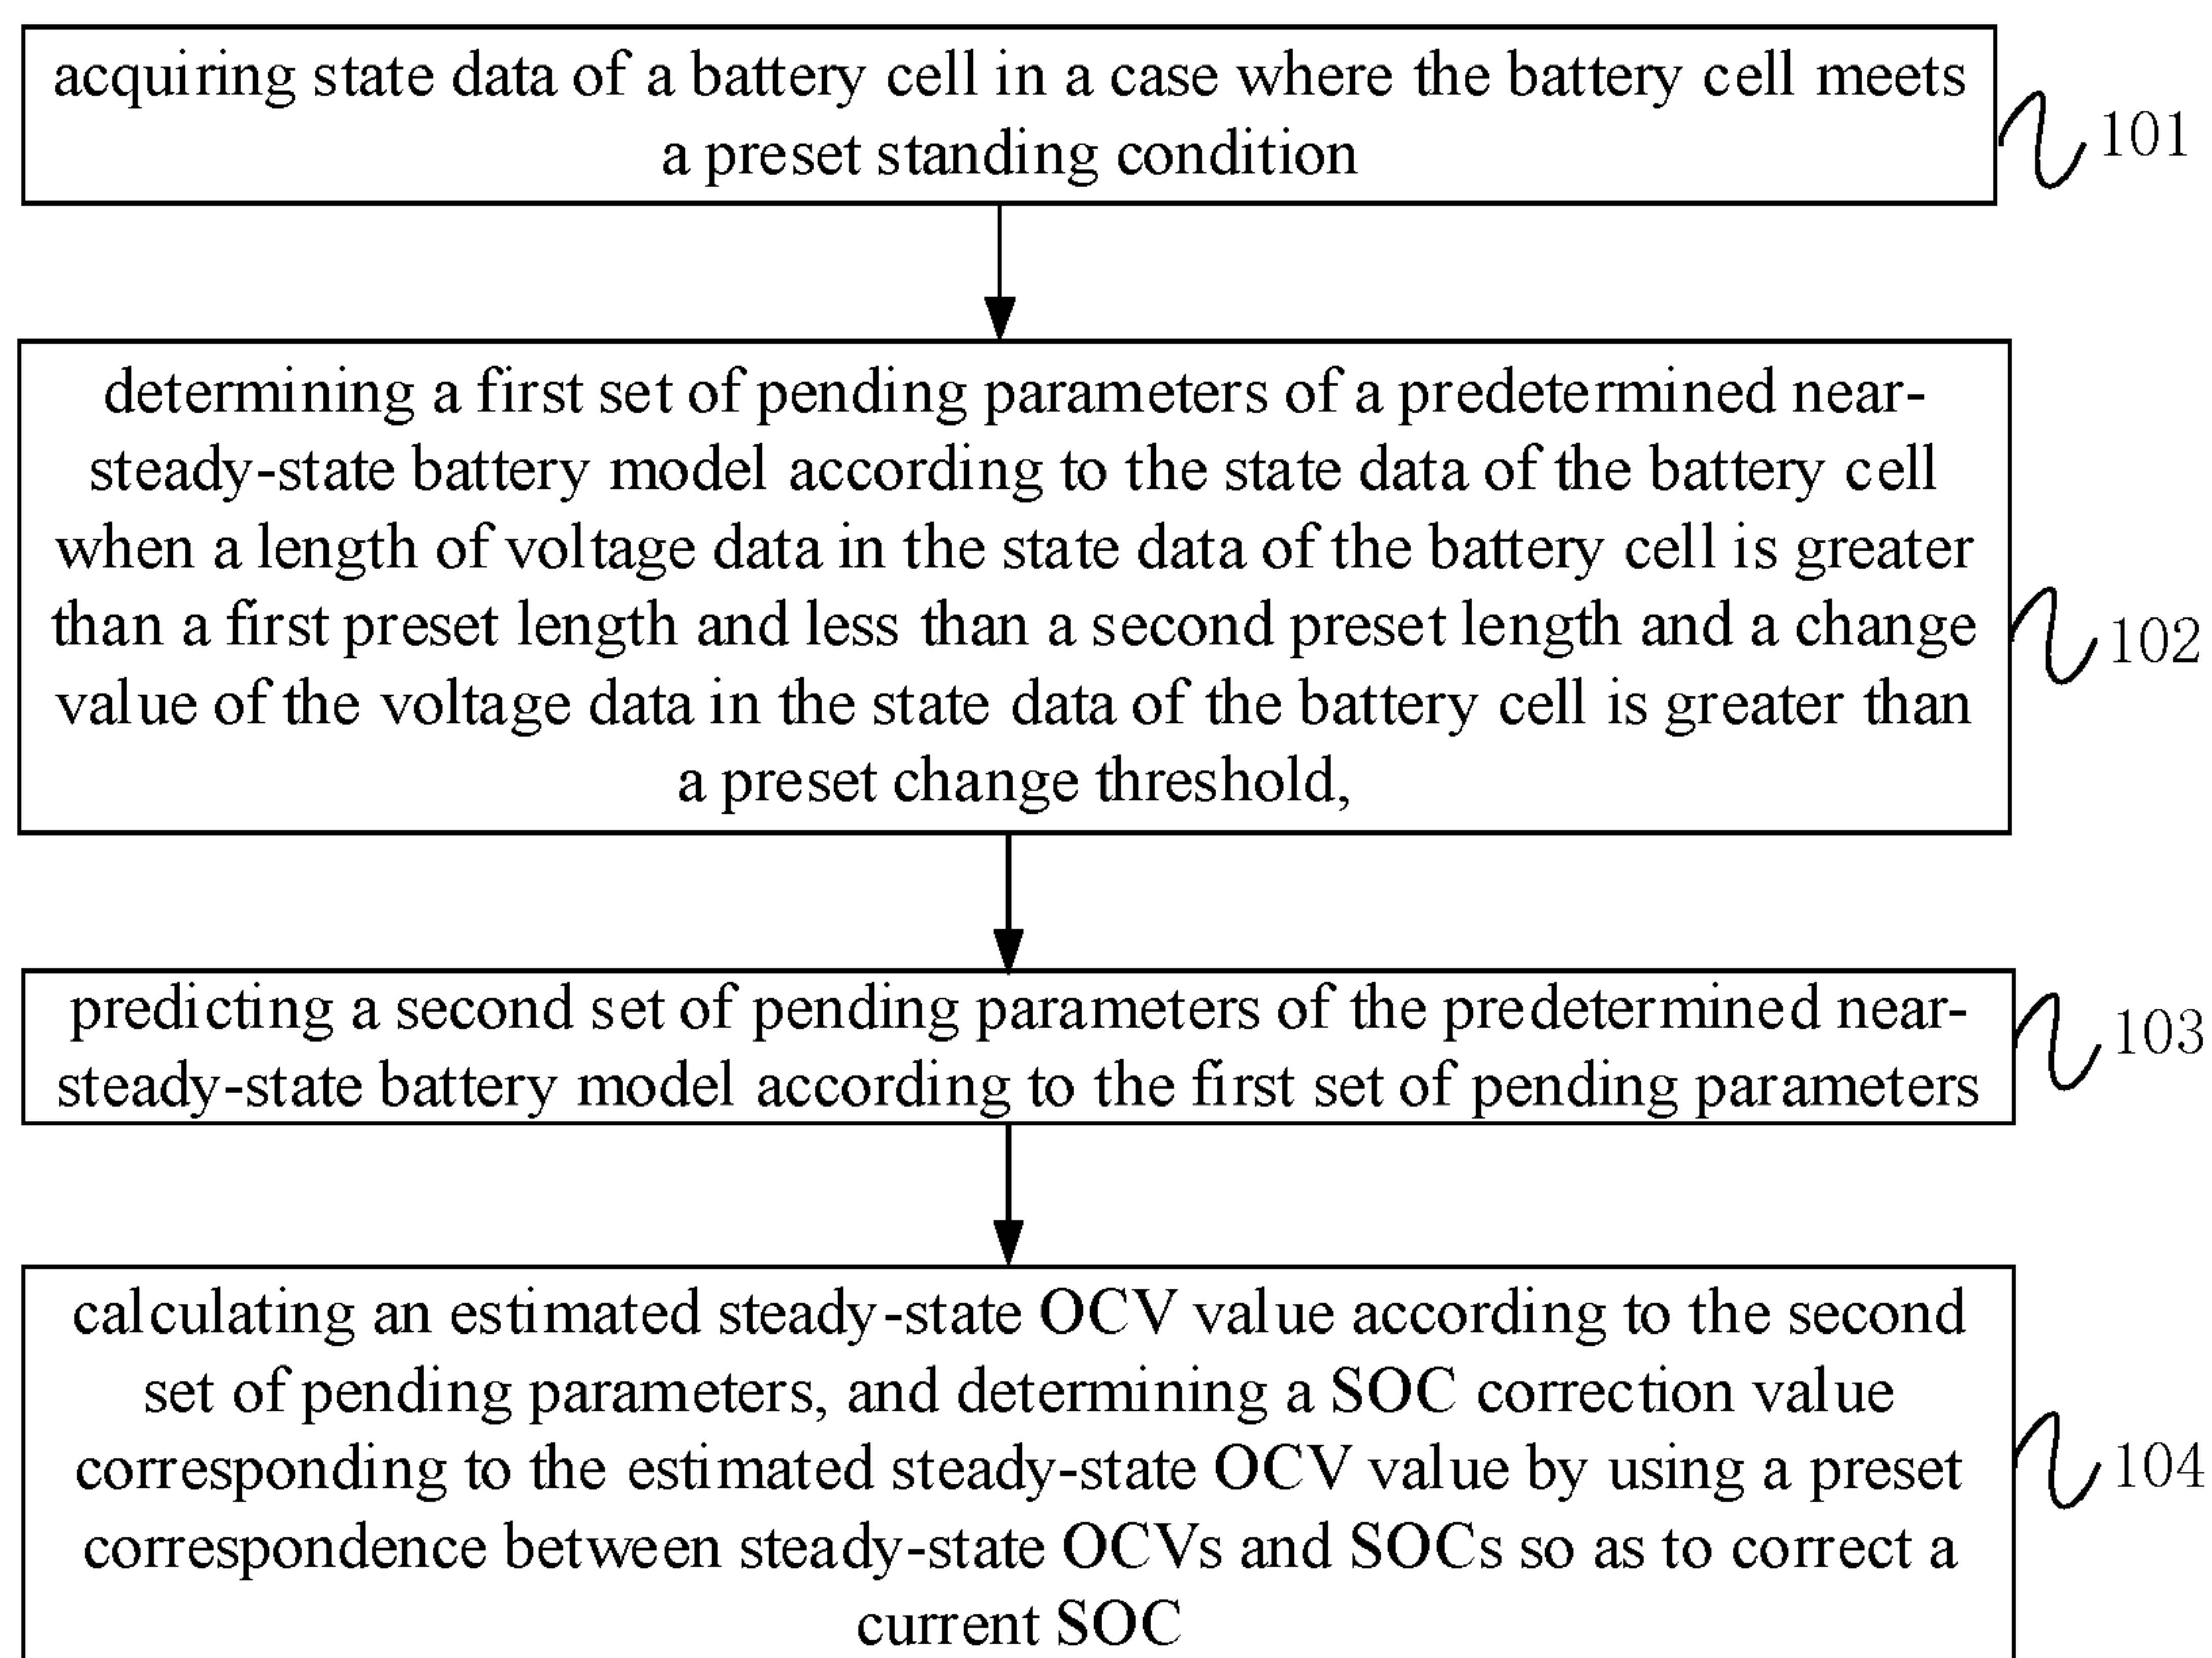 acquiring state data of a battery cell in a case where the battery cell meets
a preset standing condition
101
determining a first set of pending parameters of a predetermined near-
steady-state battery model according to the state data of the battery cell
when a length of voltage data in the state data of the battery cell is greater
than a first preset length and less than a second preset length and a change
value of the voltage data in the state data of the battery cell is greater than
a preset change threshold,
102
predicting a second set of pending parameters of the predetermined near-
steady-state battery model according to the first set of pending parameters
103
calculating an estimated steady-state OCV value according to the second
set of pending parameters, and determining a SOC correction value
corresponding to the estimated steady-state OCV value by using a preset
correspondence between steady-state OCVs and SOCs so as to correct a
current SOC
104